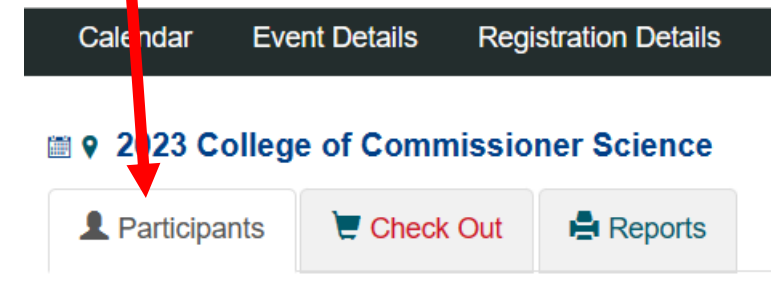 Calendar Event Details Registration Details
2023 College of Commissioner Science
Participants Check Out Reports